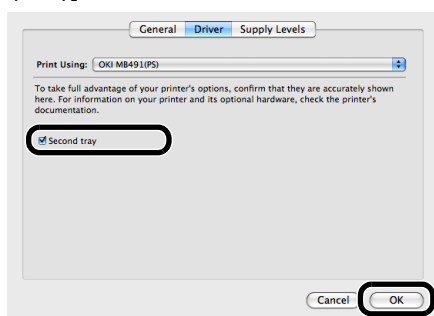 General Driver Supply Levels
Print Using: OKI MB491(PS)
To take full advantage of your printer's options, confirm that they are accurately shown
here. For information on your printer and its optional hardware, check the printer's
documentation.
Second tray
Cancel OK